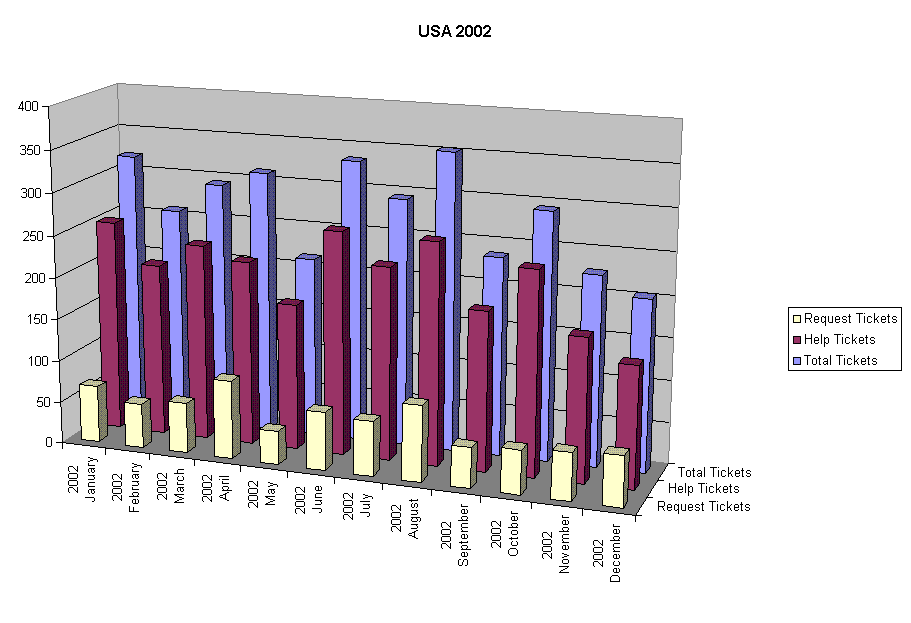 USA 2002
400
350
300
250
200
150
100
50
0
2002
January
2002
February
2002
March
2002
April
2002
May
2002
June
2002
July
2002
August
2002
September
2002
October
2002
November
2002
December
Total Tickets
Help Tickets
Request Tickets
Request Tickets
Help Tickets
Total Tickets